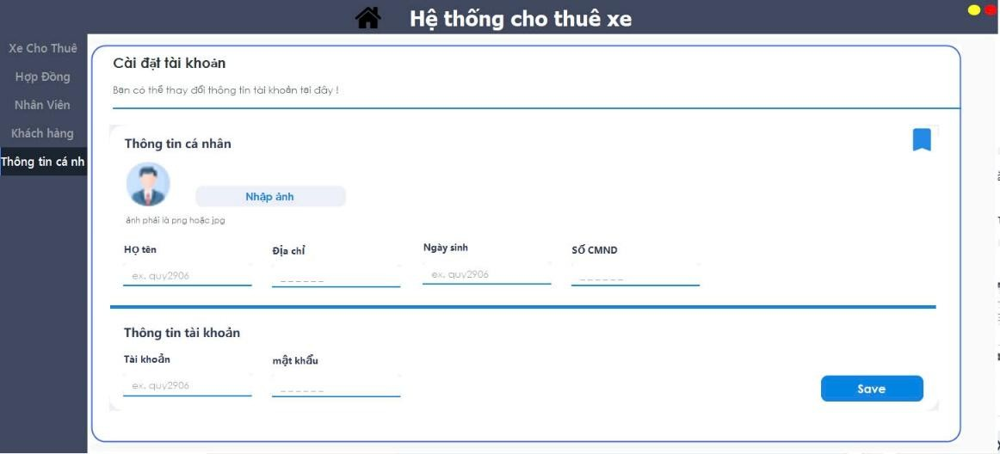 Hệ thống cho thuê xe
Xe Cho Thuê
Hợp Đồng
Nhân Viên
Khách hàng
Thông tin cá nh
Cài đặt tài khoản
Bạn có thể thay đổi thông tin tài khoản tại đây !
Thông tin cá nhân
Nhập ảnh
ảnh phải là png hoặc jpg
Họ tên
Địa chỉ
Ngày sinh
SỐ CMND
ex. quy2906
______
ex. quy2906
______
Thông tin tài khoản
Tài khoản
mật khẩu
ex. quy2906
______
Save